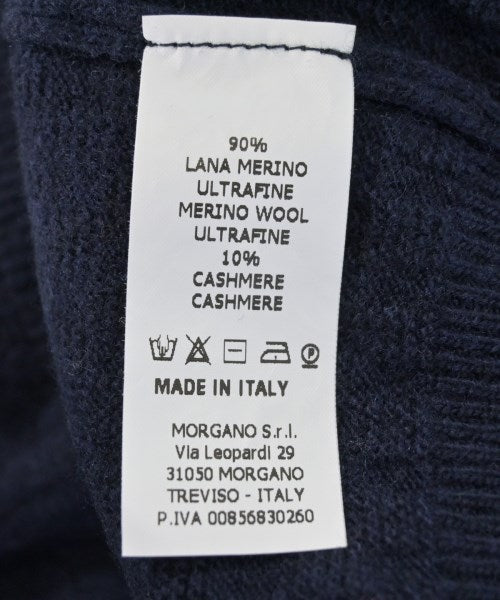 90%
LANA MERINO
ULTRAFINE
MERINO WOOL
ULTRAFINE
10%
CASHMERE
CASHMERE
P
MADE IN ITALY
MORGANO S.r.l.
Via Leopardi 29
31050 MORGANO
TREVISO - ITALY
P.IVA 00856830260